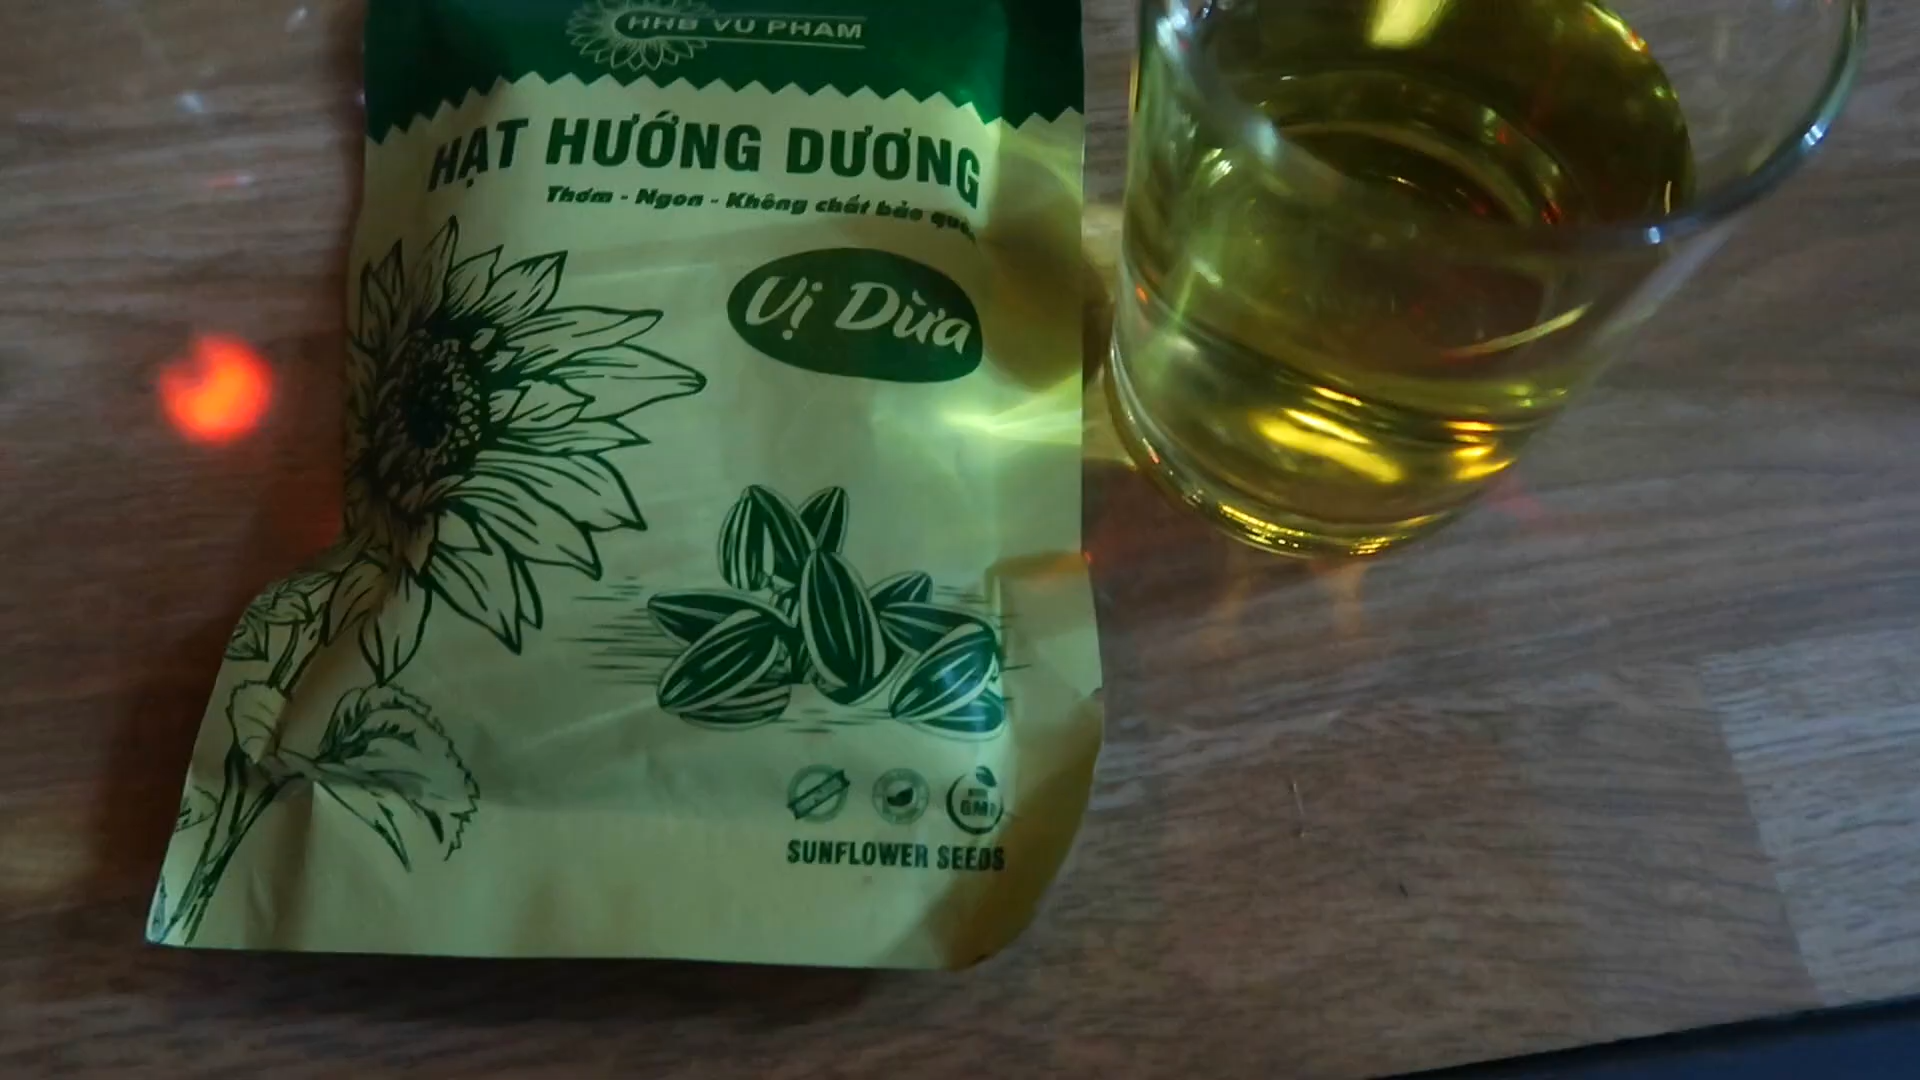 HHB VU PHAM
HẠT HƯỚNG DƯƠNG
Thơm - Ngon - Không chất bảo quản
Vị Dừa
SUNFLOWER SEEDS